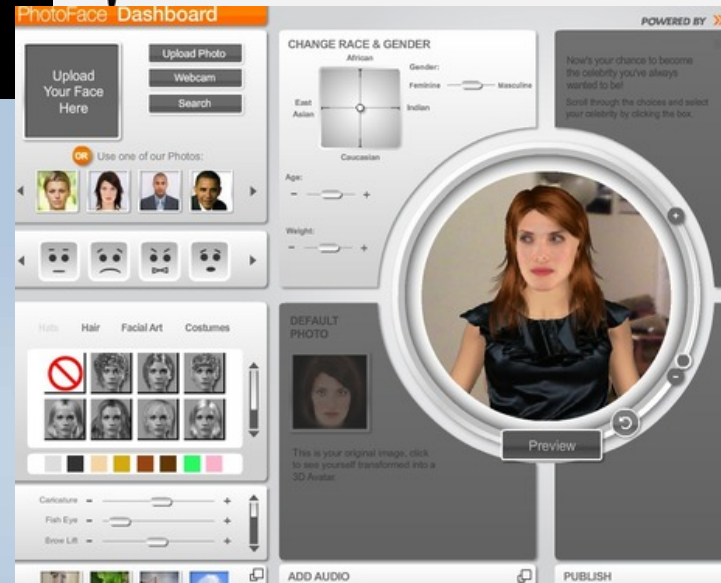 PhotoFace Dashboard
POWERED BY
Upload Photo
Webcam
Search
Upload
Your Face
Here
OR Use one of our Photos:
CHANGE RACE & GENDER
African
East
Asian
Indian
Caucasian
Gender:
Feminine
Masculine
Age:
- +
Weight:
- +
Now's your chance to become
the celebrity you've always
wanted to be!
Scroll through the choices and select
your celebrity by clicking the box.
Hats Hair Facial Art Costumes
Caricature - +
Fish Eye - +
Brow Lift - +
DEFAULT
PHOTO
This is your original image, click
to see yourself transformed into a
3D Avatar.
Preview
ADD AUDIO
PUBLISH